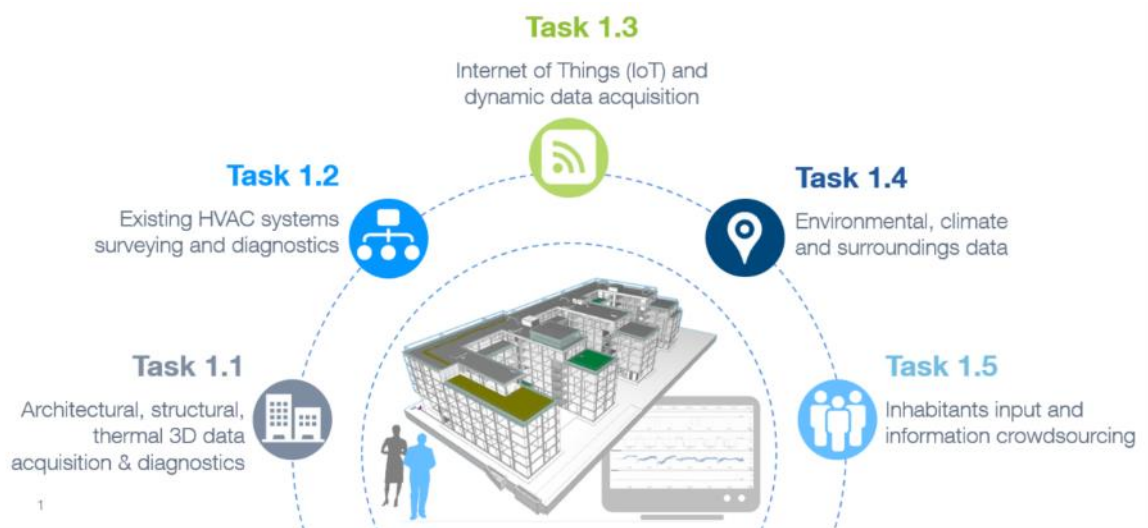 Task 1.3
Internet of Things (IoT) and
dynamic data acquisition
Task 1.2
Existing HVAC systems
surveying and diagnostics
Task 1.4
Environmental, climate
and surroundings data
Task 1.1
Architectural, structural,
thermal 3D data
acquisition & diagnostics
Task 1.5
Inhabitants input and
information crowdsourcing
1